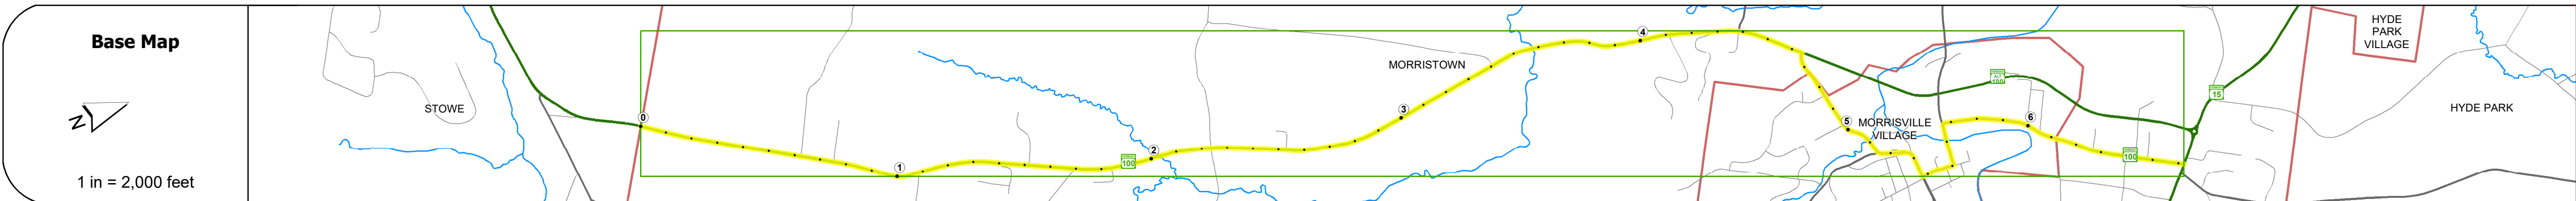 Base Map
N
1 in = 2,000 feet
STOWE
0
1
2
100
3
MORRISTOWN
4
5
MORRISVILLE
VILLAGE
ALT
100
6
100
15
HYDE
PARK
VILLAGE
HYDE PARK